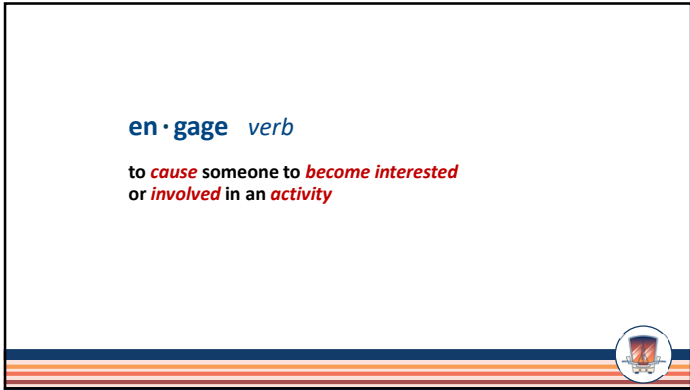 en · gage verb
to cause someone to become interested
or involved in an activity